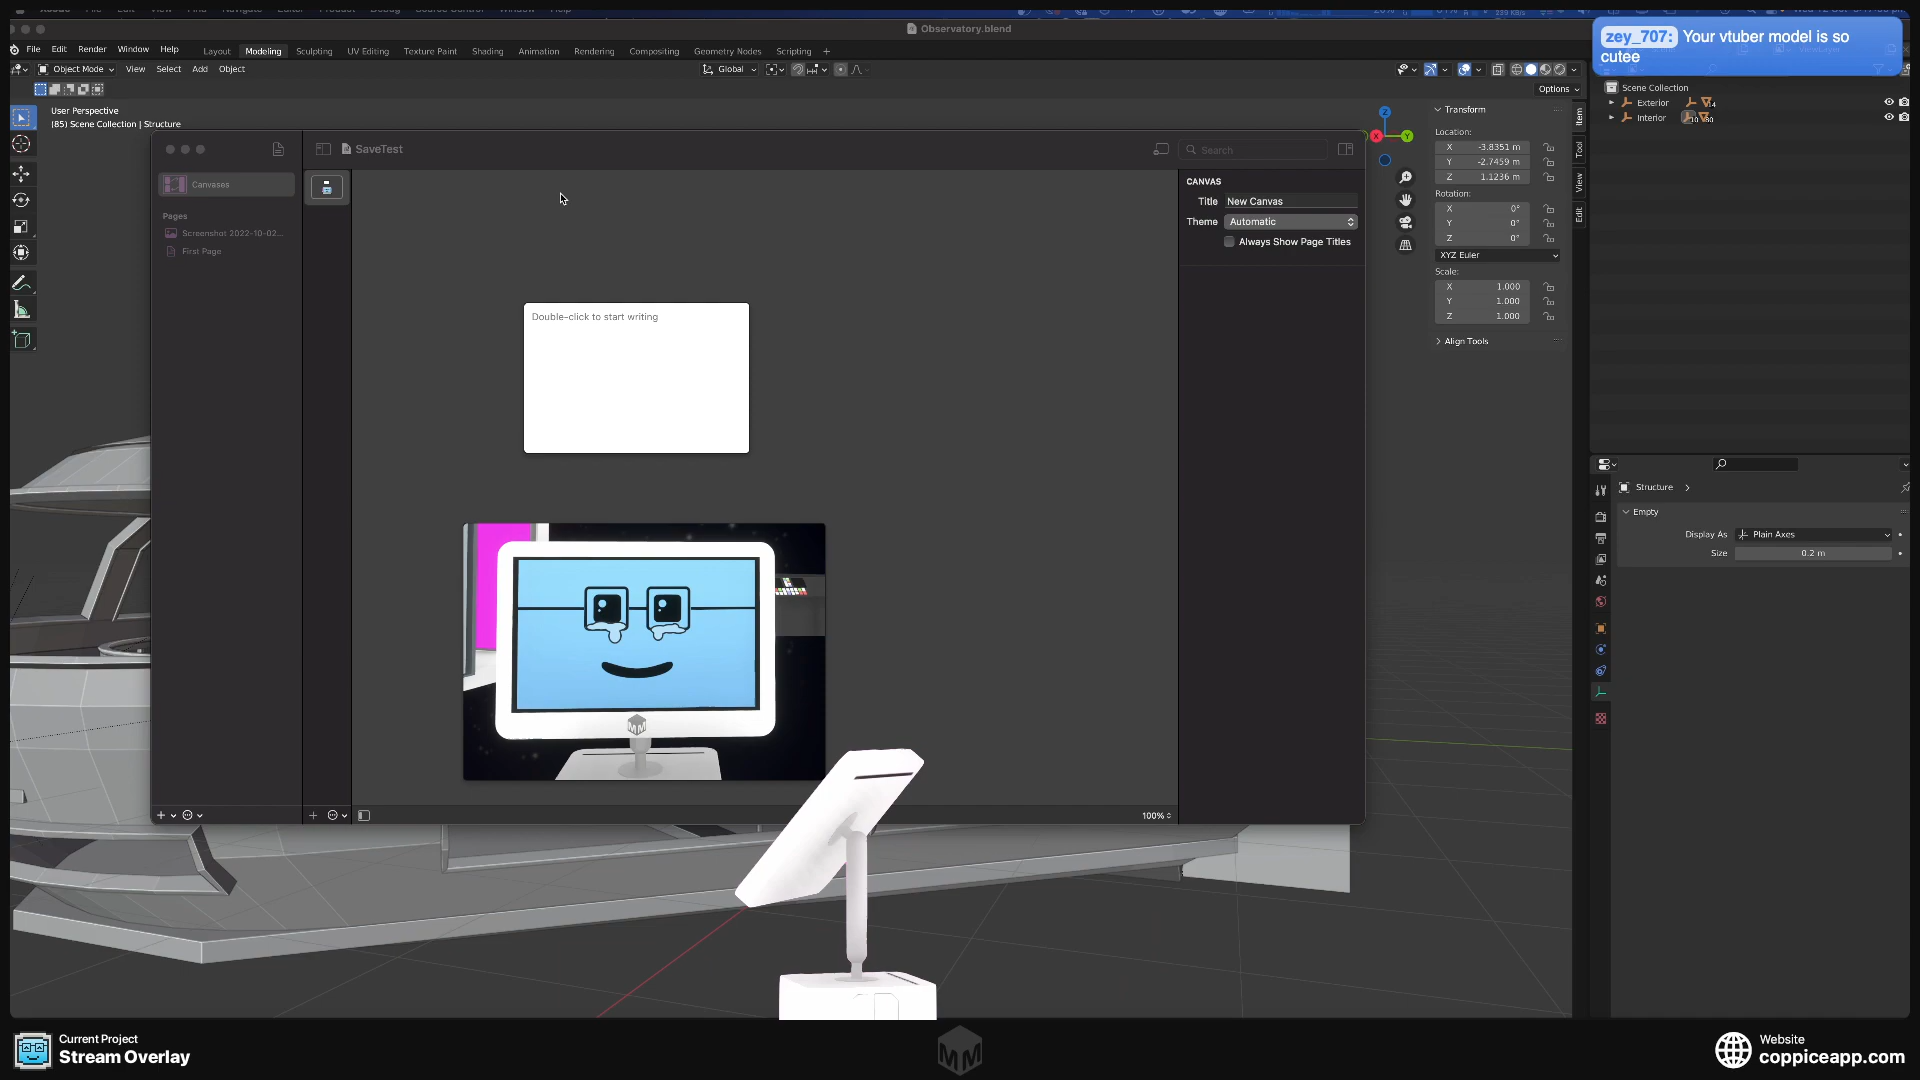 Observatory.blend
zey_707: Your vtuber model is so
cutee
File Edit Render Window Help
Layout Modeling Sculpting UV Editing Texture Paint Shading Animation Rendering Compositing Geometry Nodes Scripting +
Object Mode View Select Add Object
Global
Options
User Perspective
(85) Scene Collection | Structure
Z
X
Y
SaveTest
Search
Canvases
Pages
Screenshot 2022-10-02...
First Page
Double-click to start writing
CANVAS
Title New Canvas
Theme Automatic
Always Show Page Titles
100%
Transform
Location:
X -3.8351 m
Y -2.7459 m
Z 1.1236 m
Rotation:
X 0°
Y 0°
Z 0°
XYZ Euler
Scale:
X 1.000
Y 1.000
Z 1.000
Align Tools
Item
Tool
View
Edit
Scene Collection
Exterior
Interior
Structure
Empty
Display As Plain Axes
Size 0.2 m
Current Project
Stream Overlay
MM
Website
coppiceapp.com